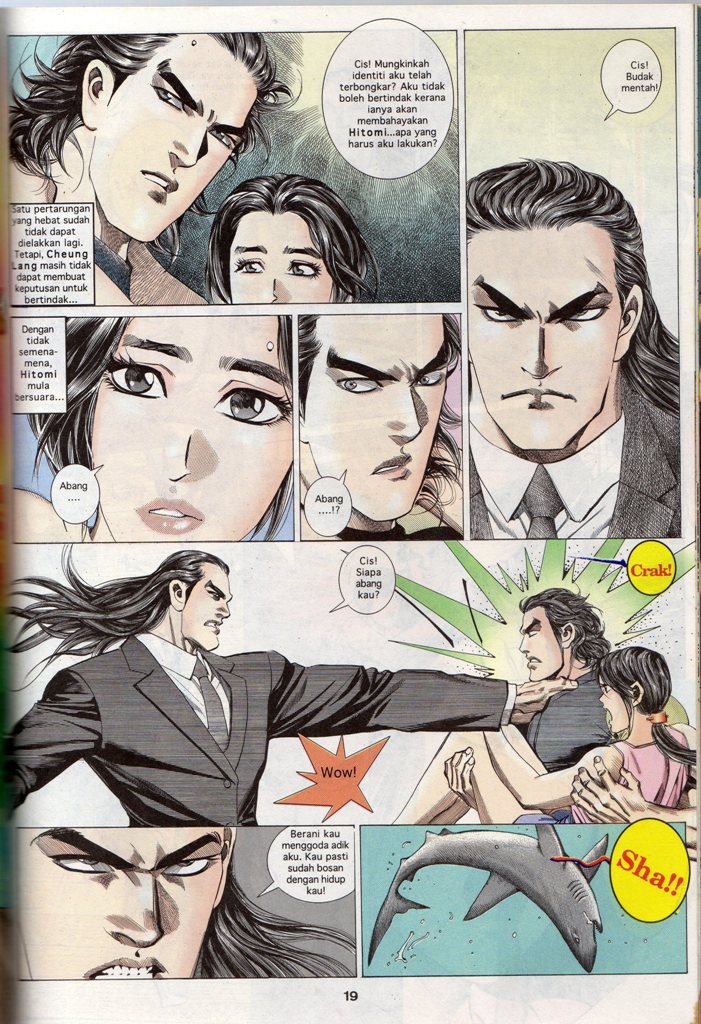 Cis! Mungkinkah
identiti aku telah
terbongkar? Aku tidak
boleh bertindak kerana
ianya akan
membahayakan
Hitomi...apa yang
harus aku lakukan?
Satu pertarungan
yang hebat sudah
tidak dapat
dielakkan lagi.
Tetapi, Cheung
Lang masih tidak
dapat membuat
keputusan untuk
bertindak...
Cis!
Budak
mentah!
Dengan
tidak
semena-
mena,
Hitomi
mula
bersuara...
Abang
....
Abang
....!?
Cis!
Siapa
abang
kau?
Crak!
Wow!
Berani kau
menggoda adik
aku. Kau pasti
sudah bosan
dengan hidup
kau!
Sha!!
19